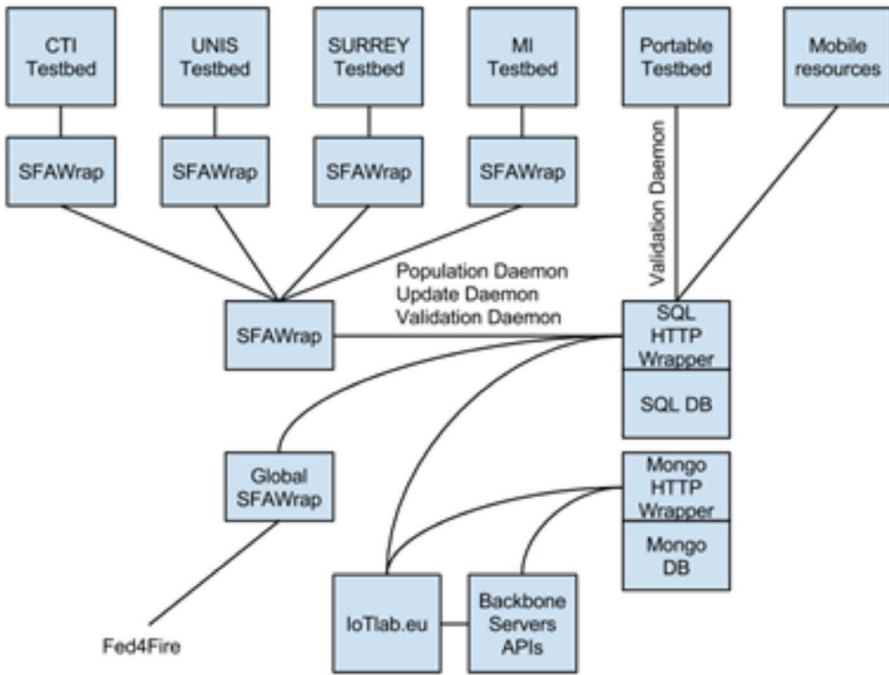 CTI
Testbed
UNIS
Testbed
SURREY
Testbed
MI
Testbed
Portable
Testbed
Mobile
resources
SFAWrap
SFAWrap
SFAWrap
SFAWrap
Validation Daemon
Population Daemon
Update Daemon
Validation Daemon
SFAWrap
SQL
HTTP
Wrapper
SQL DB
Global
SFAWrap
Mongo
HTTP
Wrapper
Mongo
DB
IoTlab.eu
Backbone
Servers
APIs
Fed4Fire